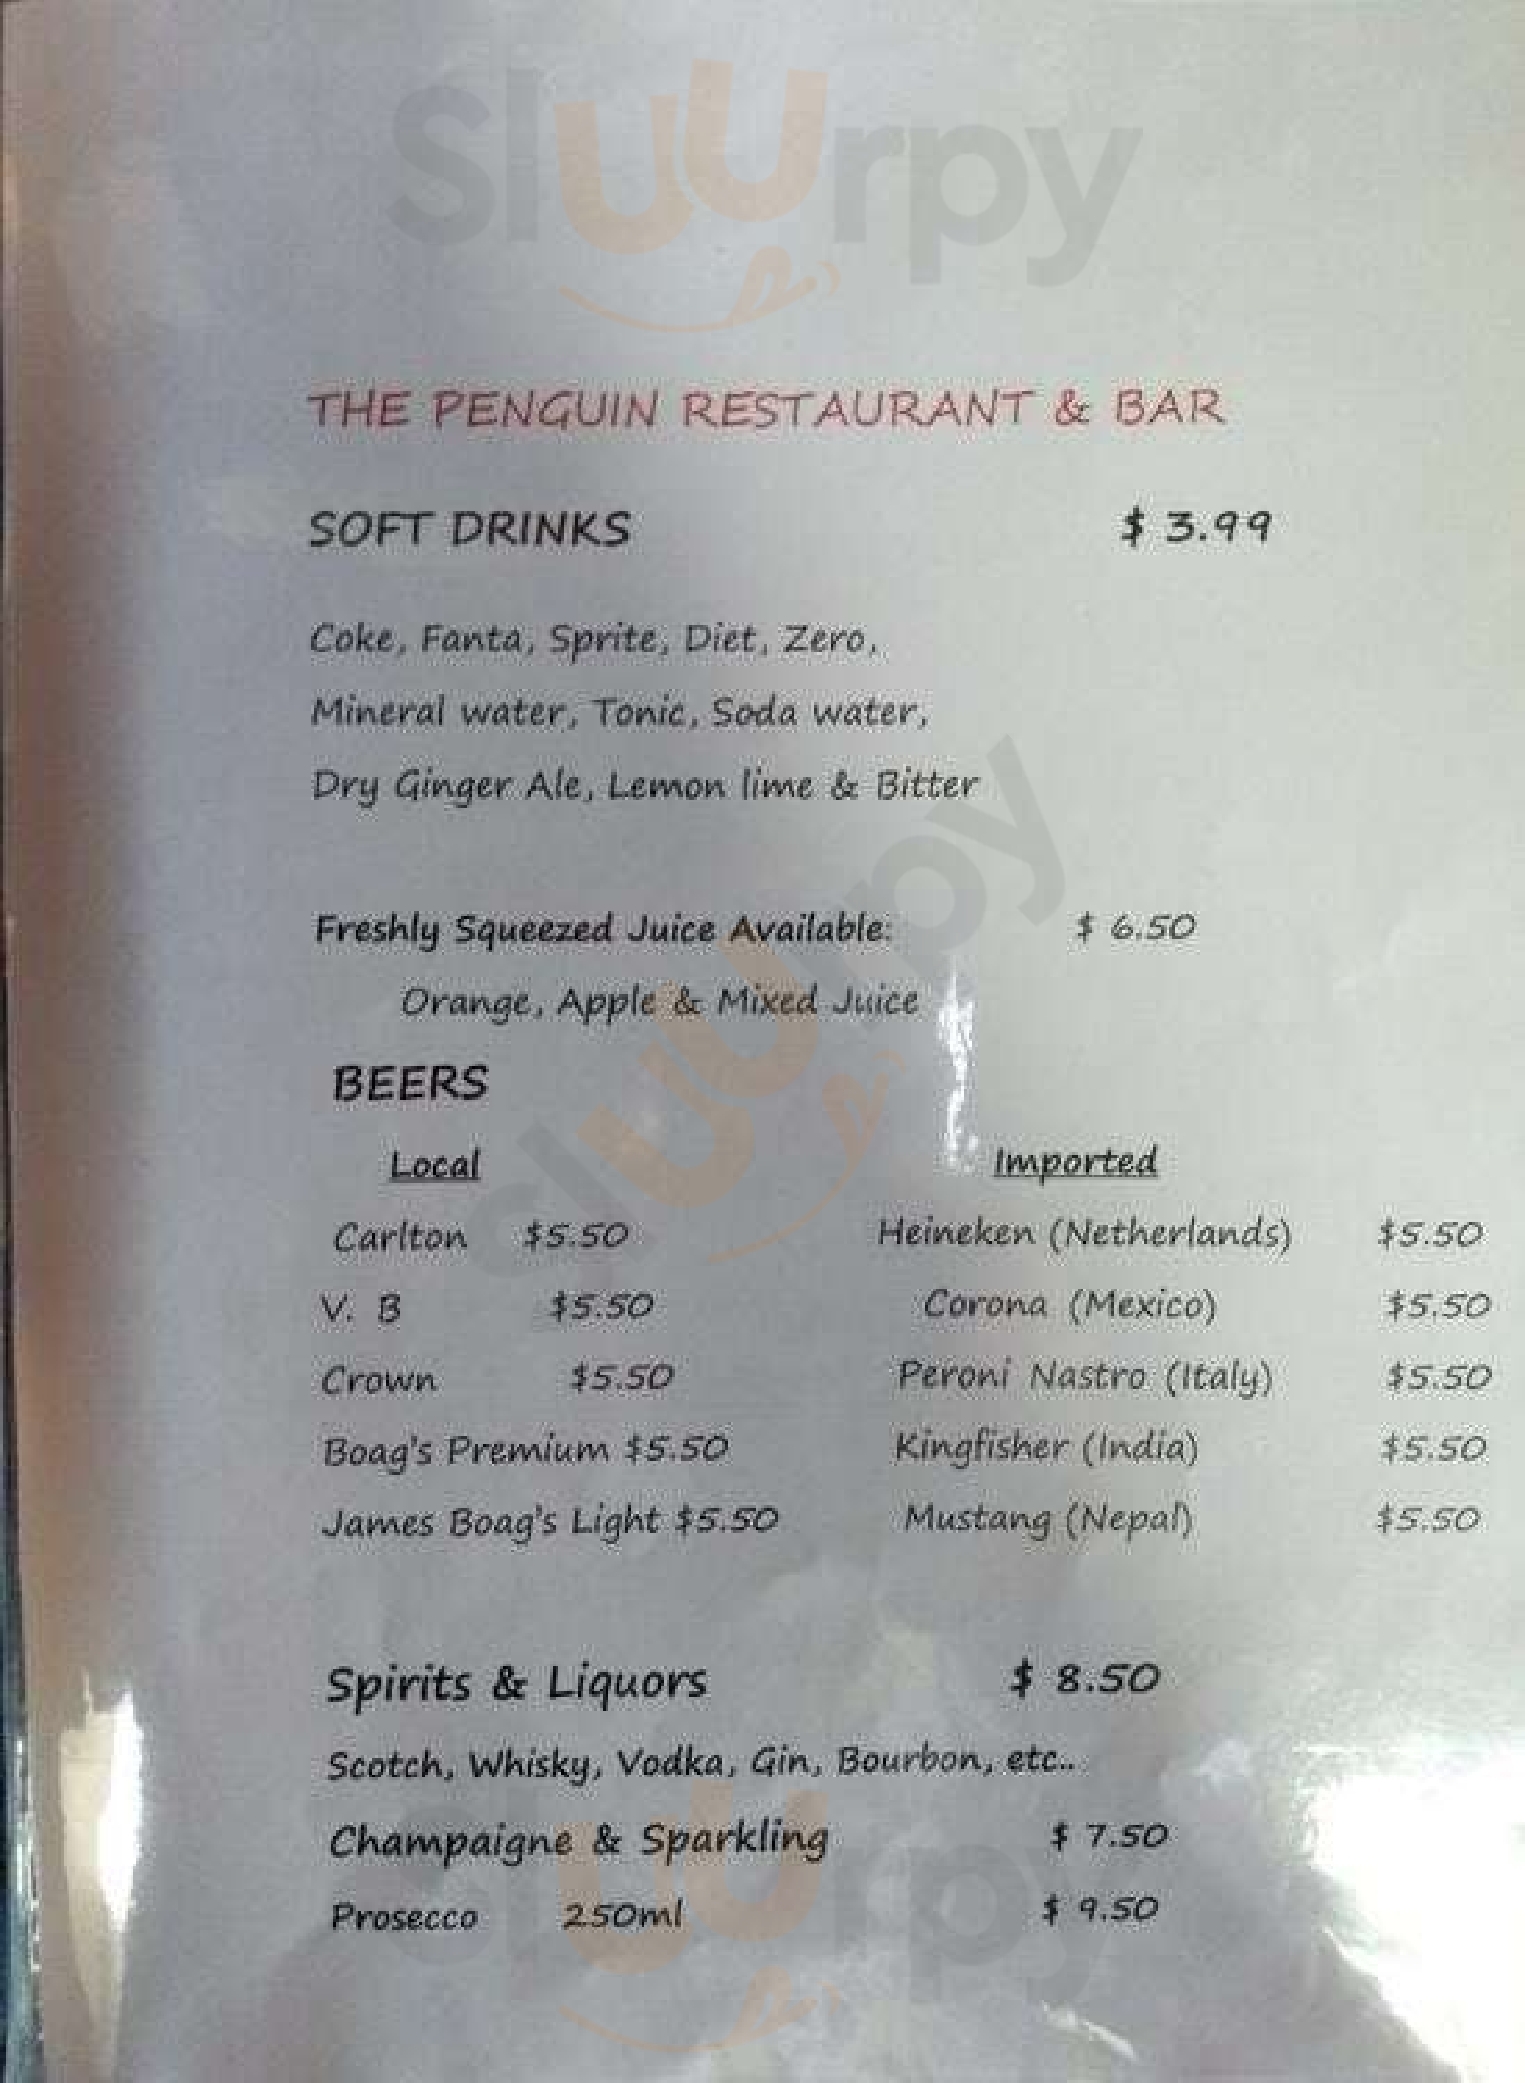 Sluurpy
THE PENGUIN RESTAURANT & BAR
SOFT DRINKS $ 3.99
Coke, Fanta, Sprite, Diet, Zero,
Mineral water, Tonic, Soda water,
Dry Ginger Ale, Lemon lime & Bitter
Freshly Squeezed Juice Available: $ 6.50
Orange, Apple & Mixed Juice
Sluurpy
BEERS
Local Imported
Carlton $5.50 Heineken (Netherlands) $5.50
V. B $5.50 Corona (Mexico) $5.50
Crown $5.50 Peroni Nastro (Italy) $5.50
Boag's Premium $5.50 Kingfisher (India) $5.50
James Boag's Light $5.50 Mustang (Nepal) $5.50
Spirits & Liquors $ 8.50
Scotch, Whisky, Vodka, Gin, Bourbon, etc..
Champaigne & Sparkling $ 7.50
Prosecco 250ml $ 9.50
Sluurpy